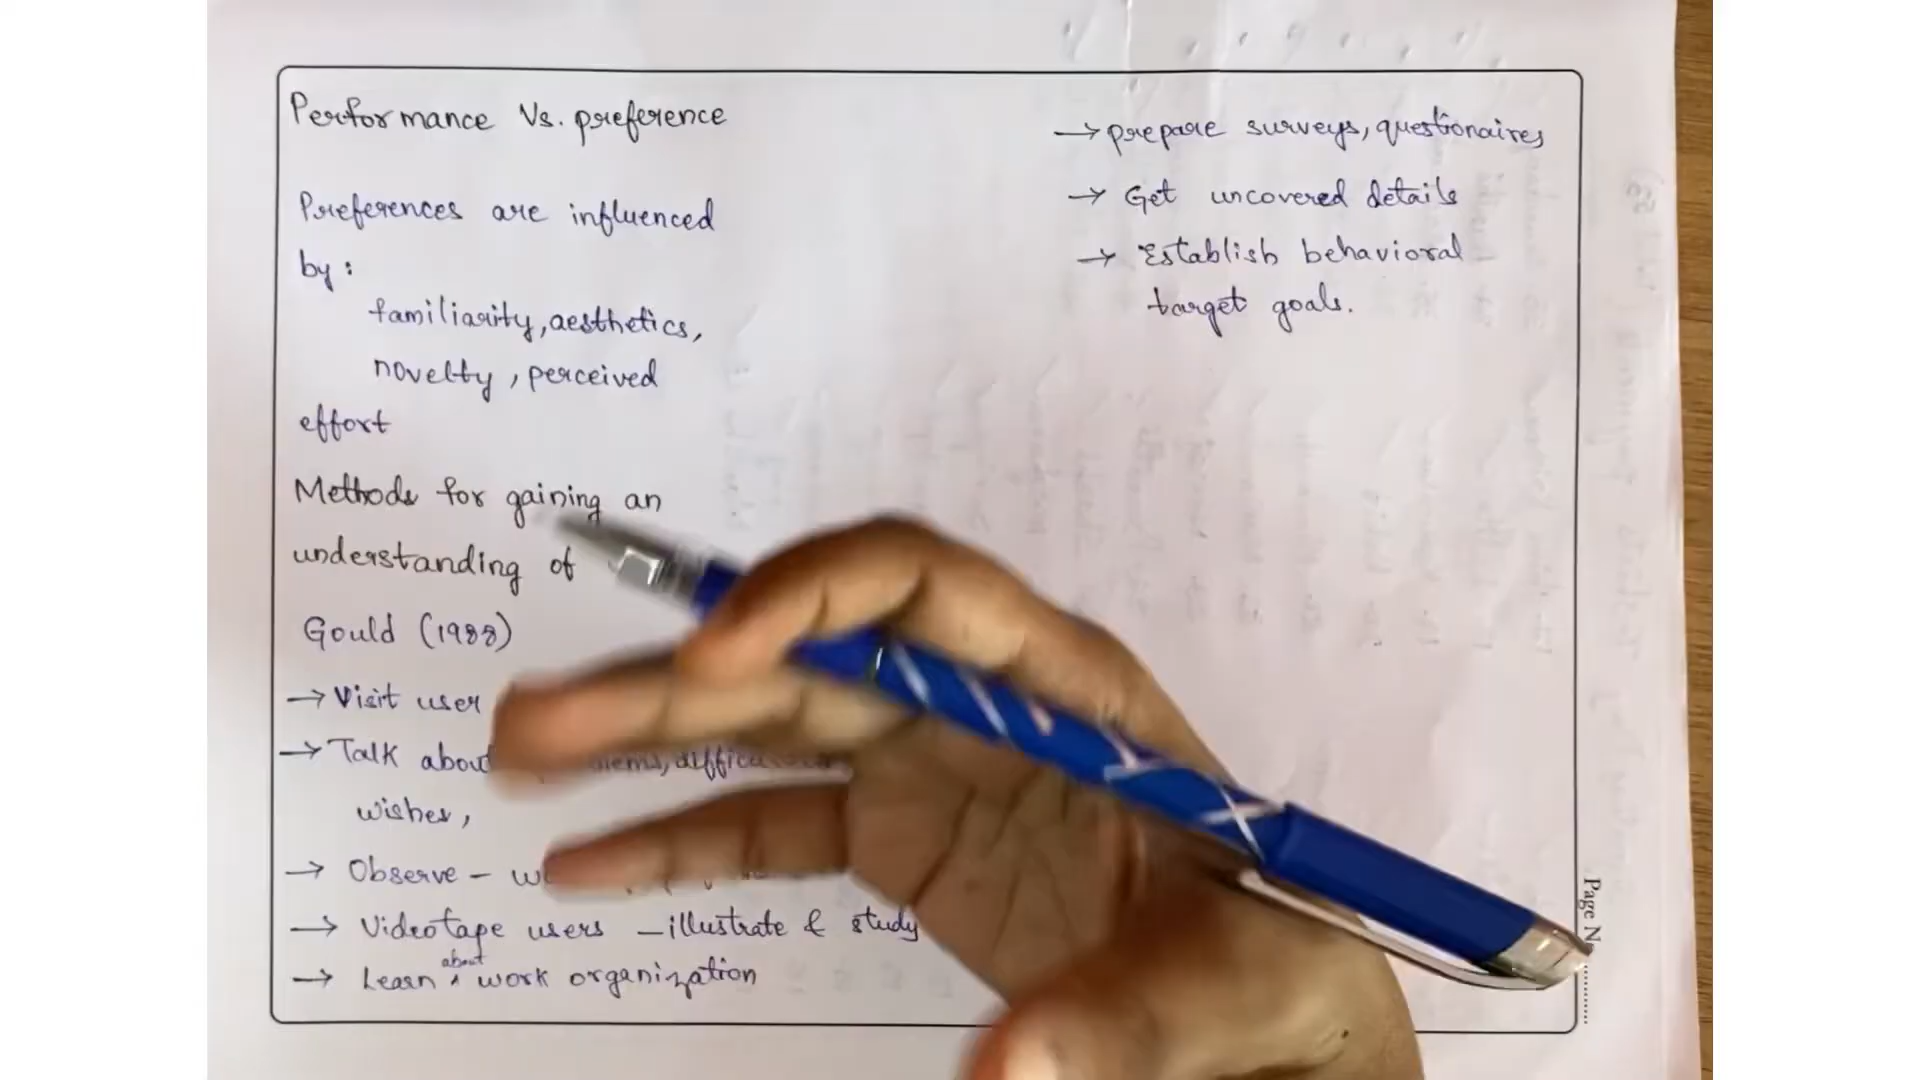 Performance Vs. preference
Preferences are influenced
by :
familiarity, aesthetics,
novelty, perceived
effort
Methods for gaining an
understanding of
Gould (1988)
→ Visit user
→ Talk about
wishes,
→ Observe -
→ Videotape users - illustrate & study
→ Learn about work organization
→ prepare surveys, questionaires
→ Get uncovered details
→ Establish behavioral
target goals.
Page